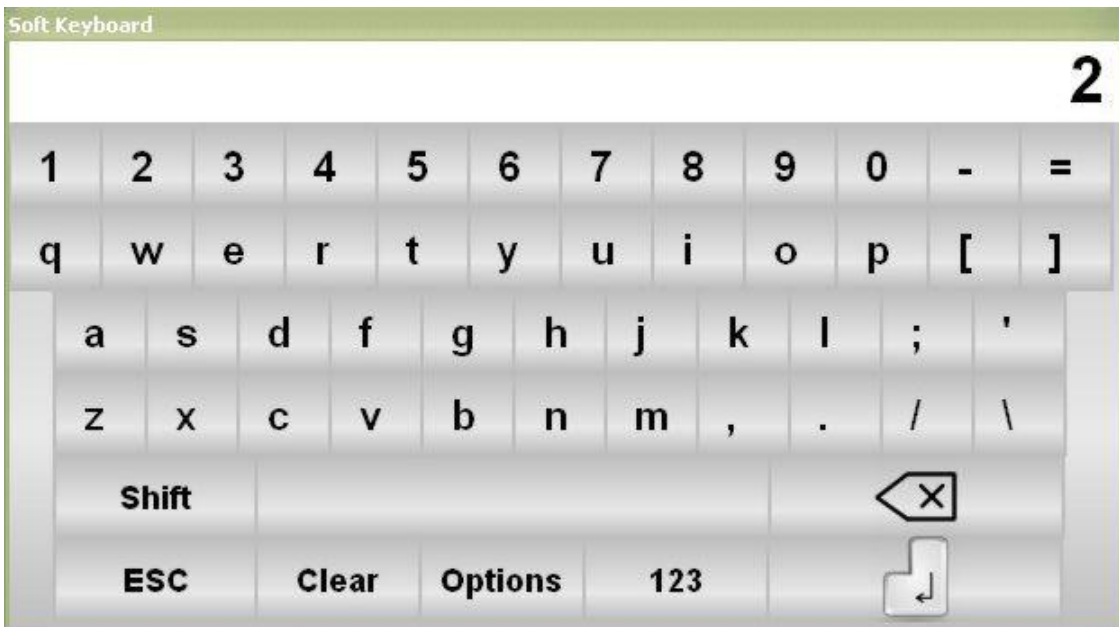 Soft Keyboard
2
1 2 3 4 5 6 7 8 9 0 - =
q w e r t y u i o p [ ]
a s d f g h j k l ; '
z x c v b n m , . / \
Shift
ESC Clear Options 123